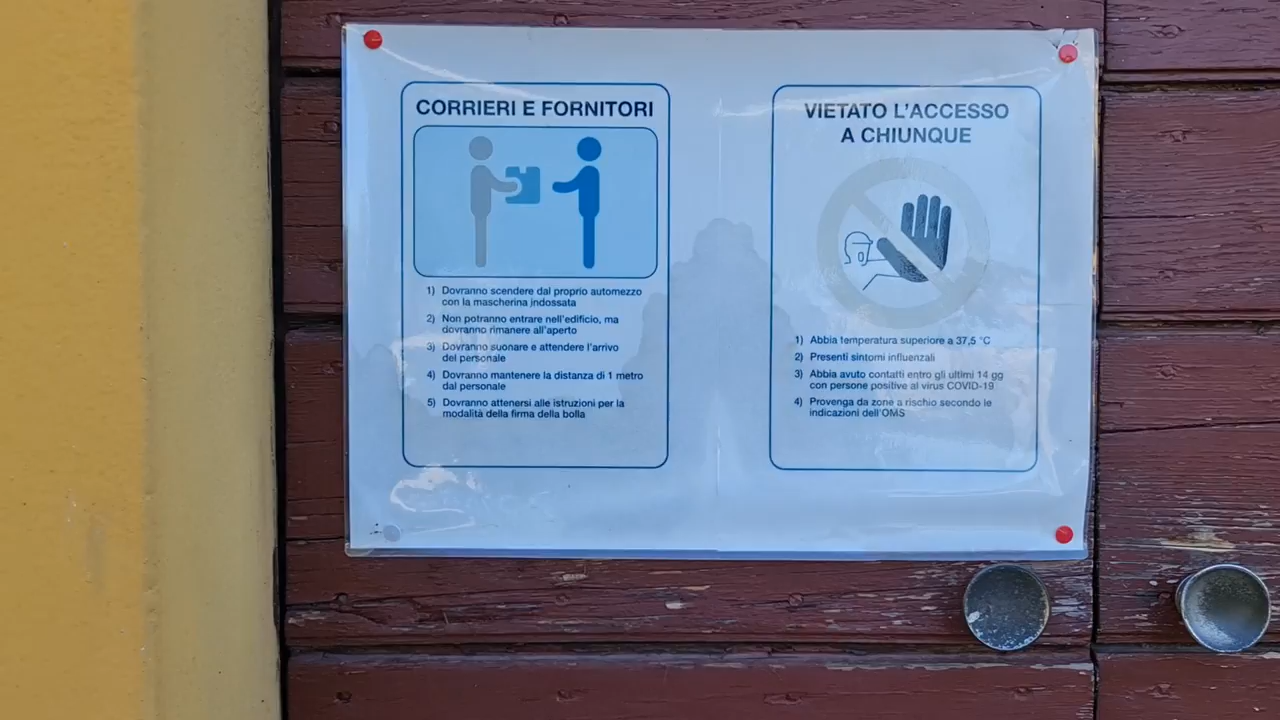 CORRIERI E FORNITORI
1) Dovranno scendere dal proprio automezzo
con la mascherina indossata
2) Non potranno entrare nell'edificio, ma
dovranno rimanere all'aperto
3) Dovranno suonare e attendere l'arrivo
del personale
4) Dovranno mantenere la distanza di 1 metro
dal personale
5) Dovranno attenersi alle istruzioni per la
modalità della firma della bolla
VIETATO L'ACCESSO
A CHIUNQUE
1) Abbia temperatura superiore a 37,5 °C
2) Presenti sintomi influenzali
3) Abbia avuto contatti entro gli ultimi 14 gg
con persone positive al virus COVID-19
4) Provenga da zone a rischio secondo le
indicazioni dell'OMS